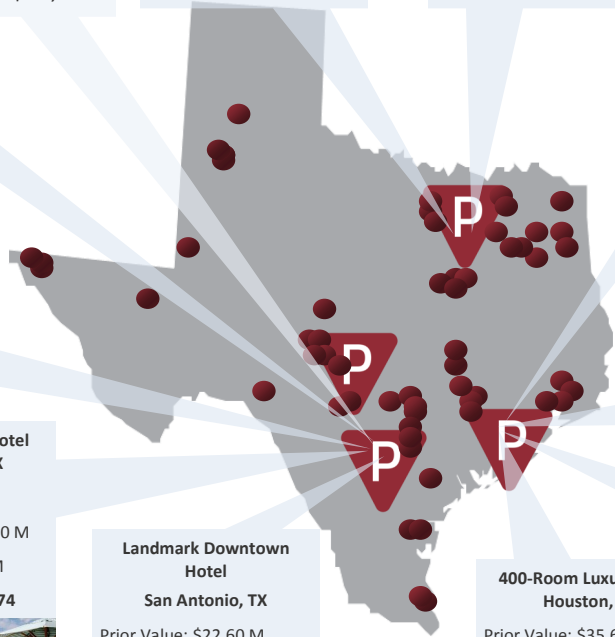 P
P
P
P
otel
X
0 M
M
74
Landmark Downtown
Hotel
San Antonio, TX
Prior Value: $22.60 M
400-Room Luxu
Houston,
Prior Value: $35.6